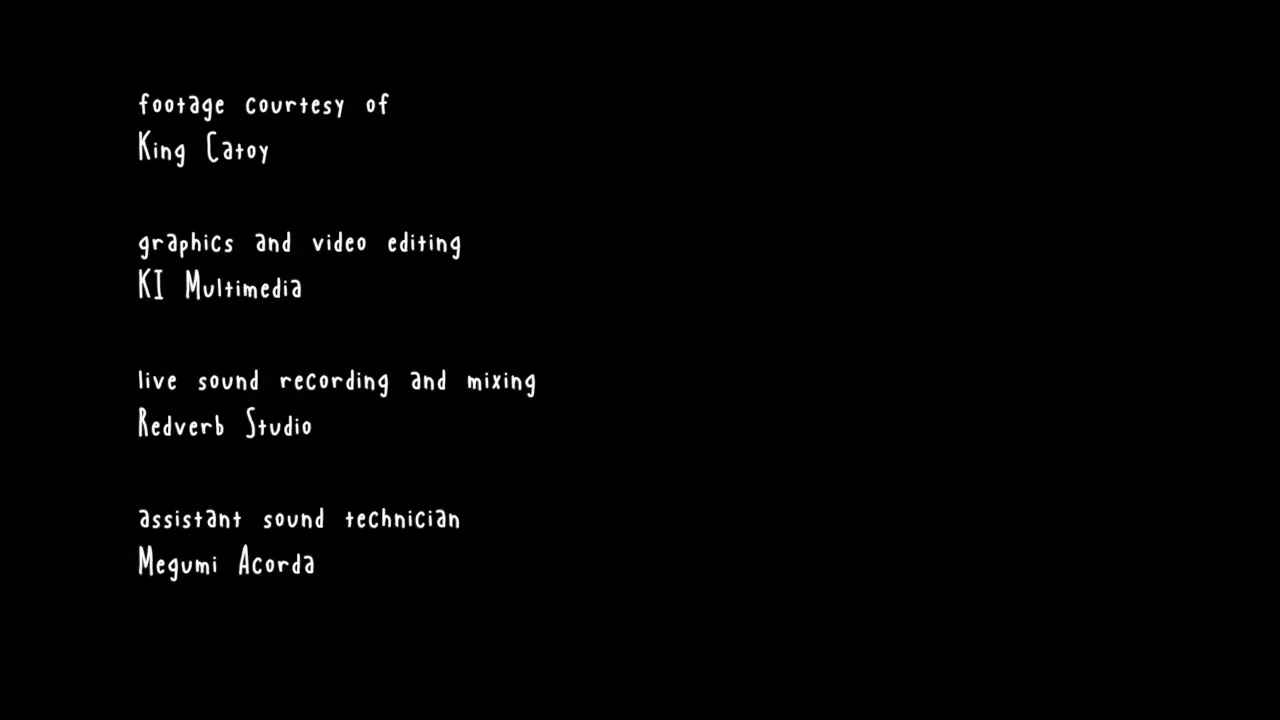 footage courtesy of
King Catoy
graphics and video editing
KI Multimedia
live sound recording and mixing
Redverb Studio
assistant sound technician
Megumi Acorda